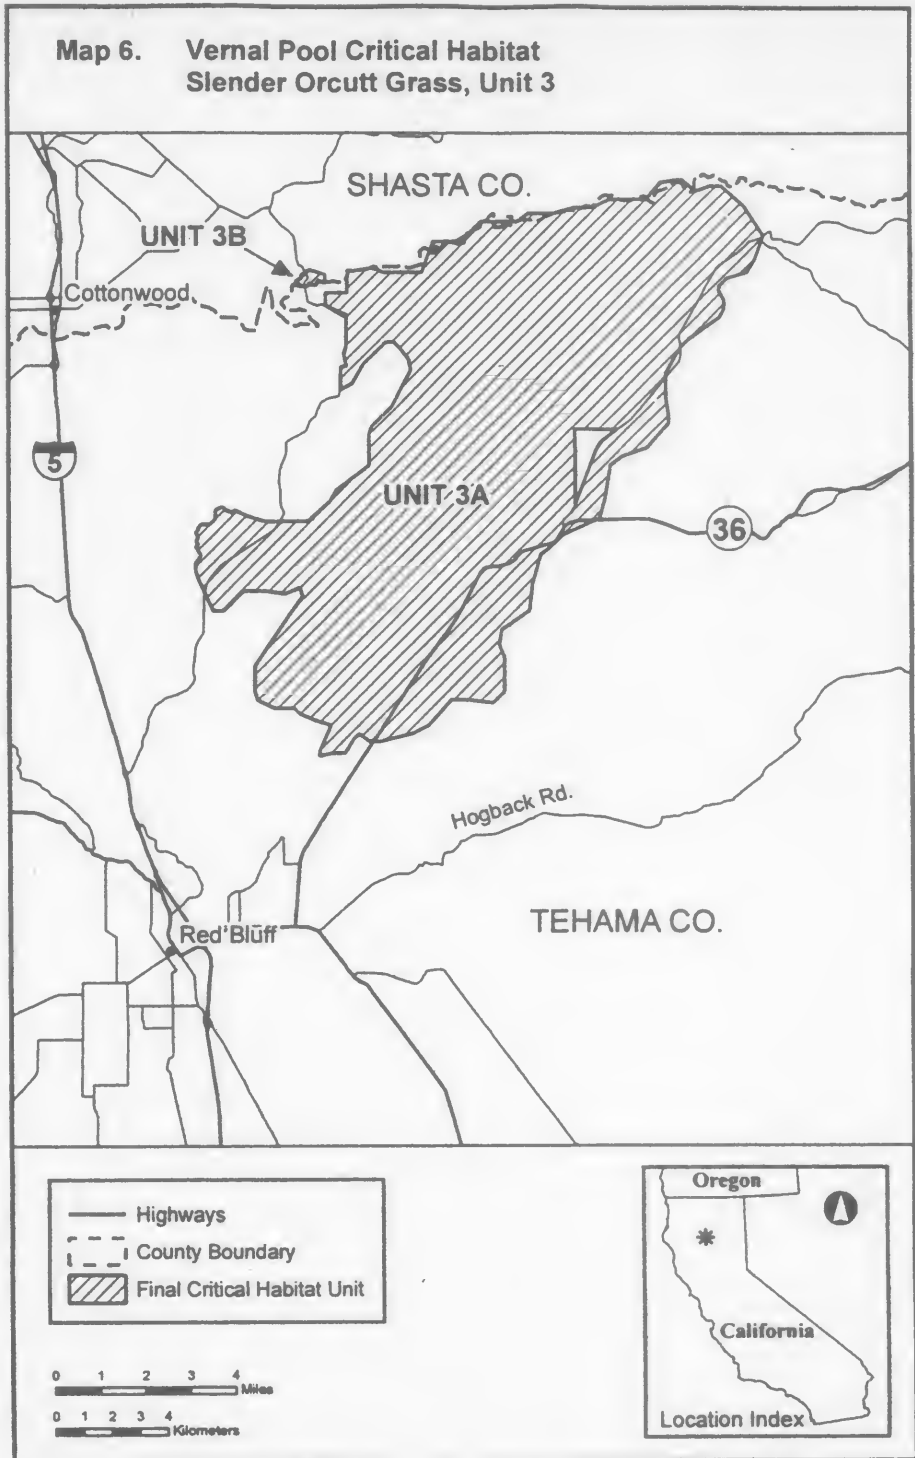 Map 6. Vernal Pool Critical Habitat
Slender Orcutt Grass, Unit 3
SHASTA CO.
UNIT 3B
Cottonwood
5
UNIT 3A
36
Hogback Rd.
TEHAMA CO.
Red Bluff
Highways
County Boundary
Final Critical Habitat Unit
0 1 2 3 4
Miles
0 1 2 3 4
Kilometers
Oregon
California
Location Index